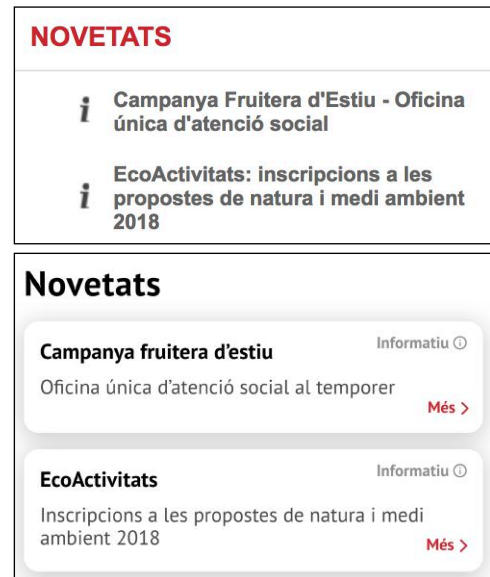 NOVETATS
Campanya Fruitera d'Estiu - Oficina
única d'atenció social
EcoActivitats: inscripcions a les
propostes de natura i medi ambient
2018
Novetats
Campanya fruitera d’estiu
Informatiu
Oficina única d’atenció social al temporer
Més >
EcoActivitats
Informatiu
Inscripcions a les propostes de natura i medi
ambient 2018
Més >